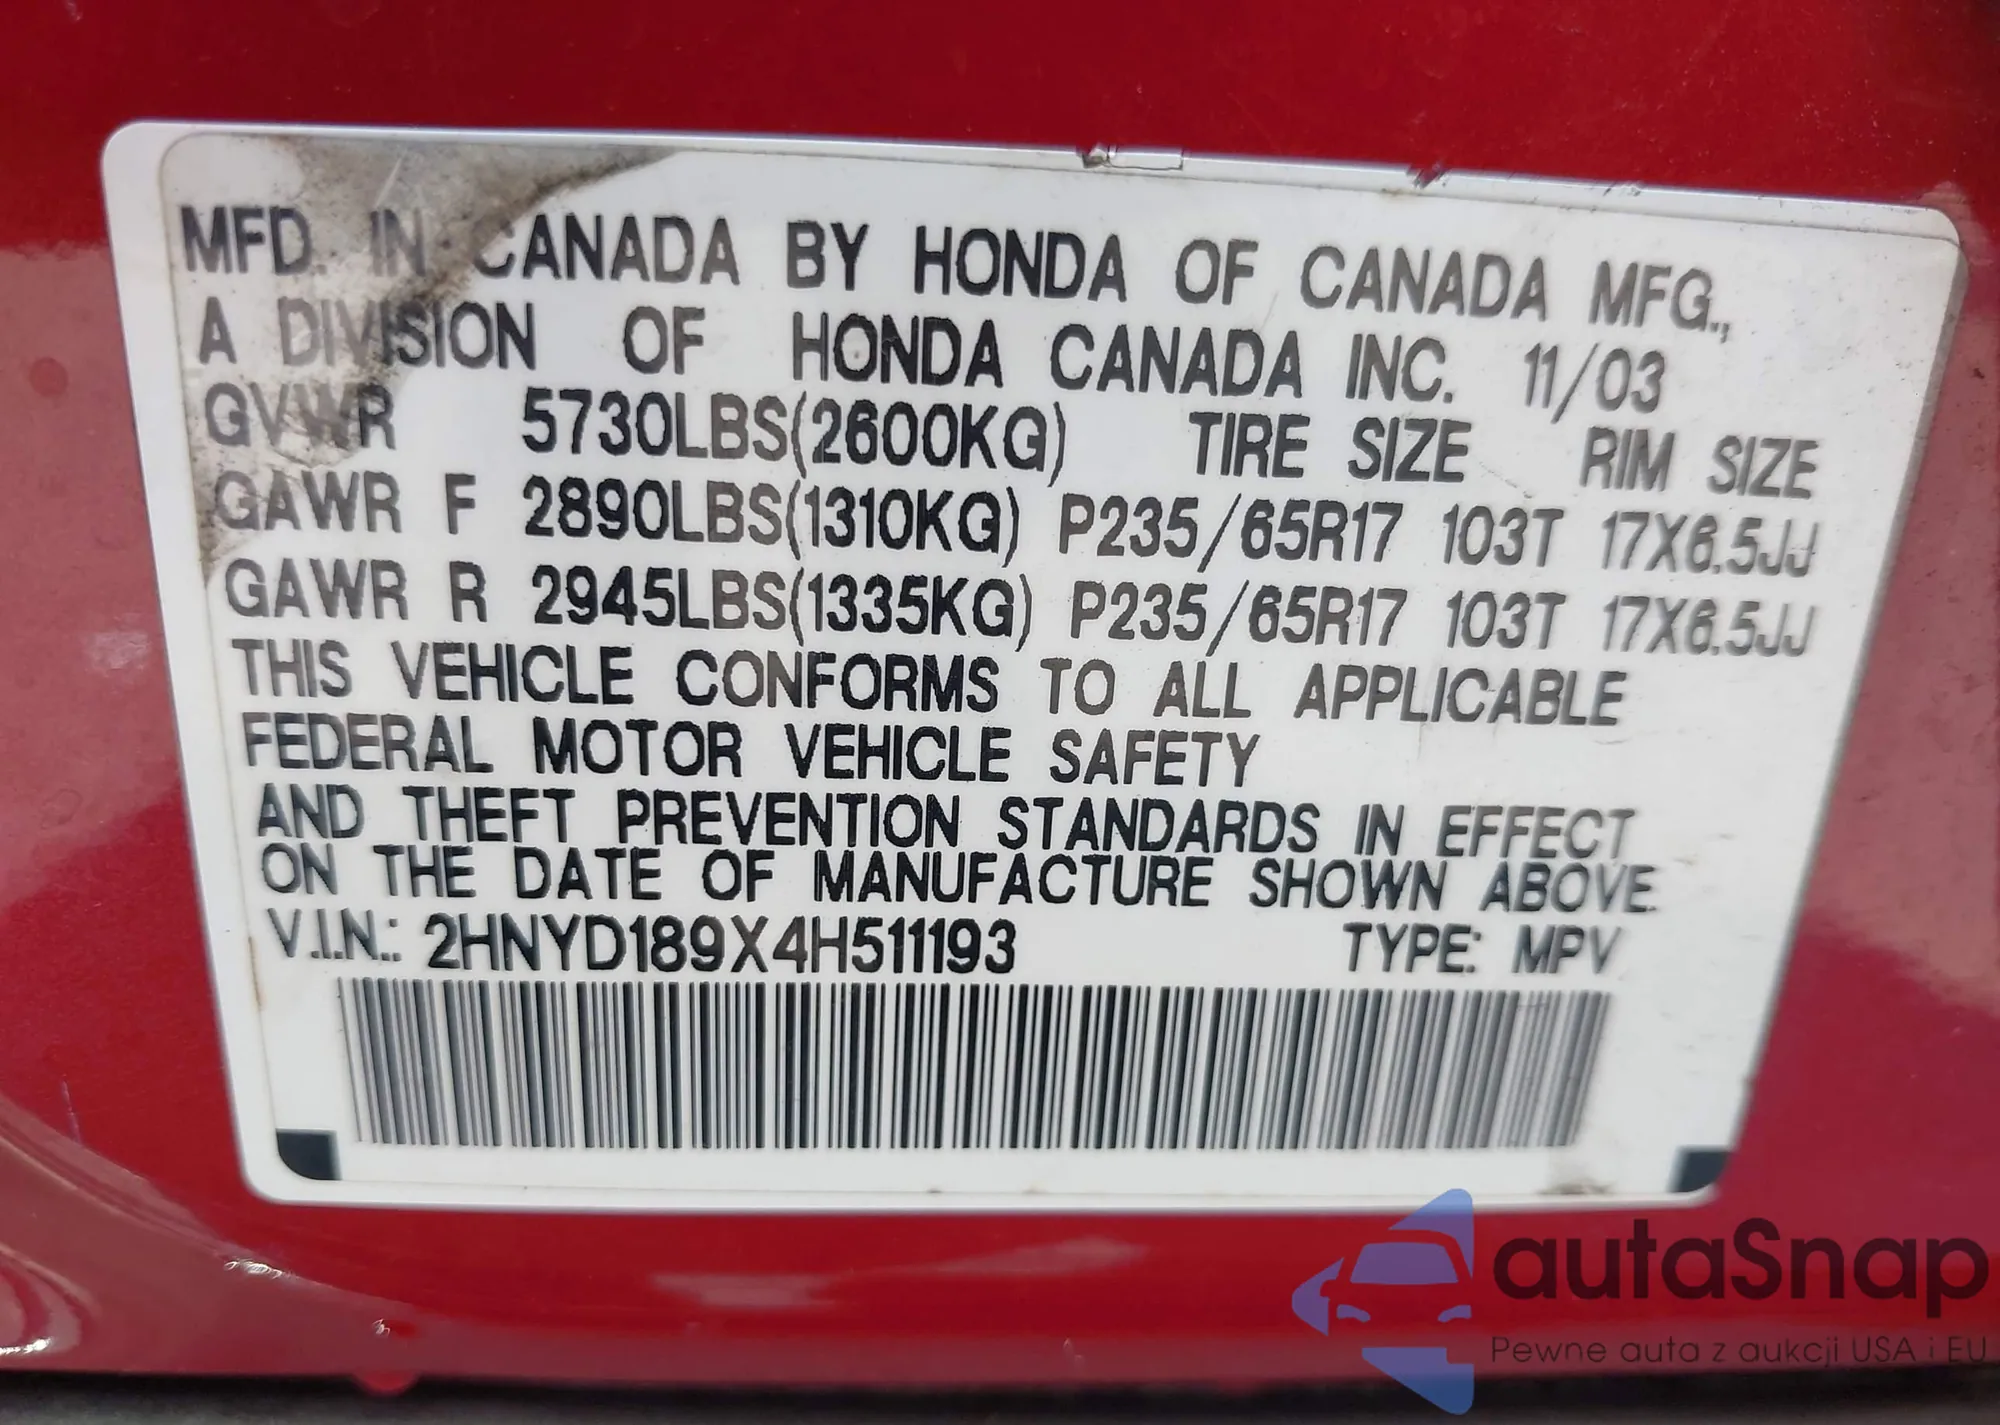 MFD. IN CANADA BY HONDA OF CANADA MFG.,
A DIVISION OF HONDA CANADA INC. 11/03
GVWR 5730LBS(2600KG) TIRE SIZE RIM SIZE
GAWR F 2890LBS(1310KG) P235/65R17 103T 17X6.5JJ
GAWR R 2945LBS(1335KG) P235/65R17 103T 17X6.5JJ
THIS VEHICLE CONFORMS TO ALL APPLICABLE
FEDERAL MOTOR VEHICLE SAFETY
AND THEFT PREVENTION STANDARDS IN EFFECT
ON THE DATE OF MANUFACTURE SHOWN ABOVE.
V.I.N.: 2HNYD189X4H511193 TYPE: MPV
autaSnap
Pewne auta z aukcji USA i EU